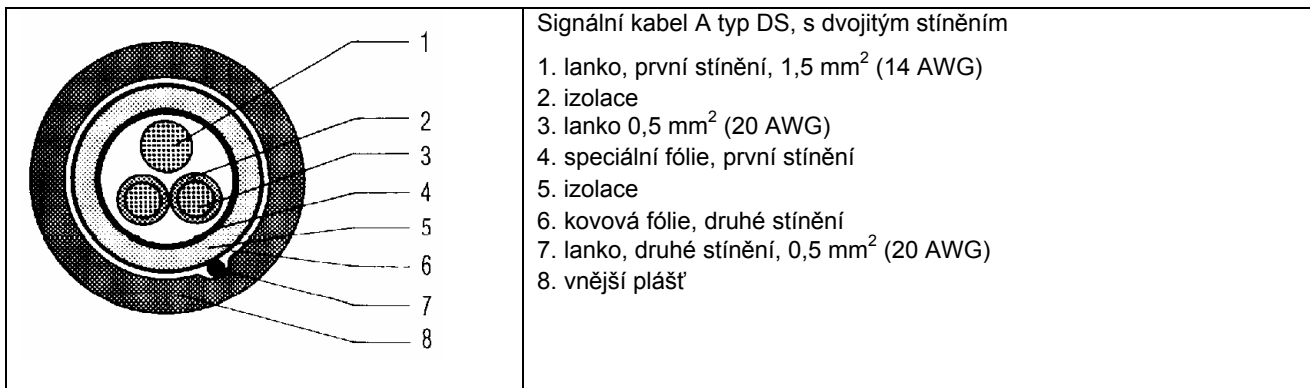 1
2
3
4
5
6
7
8
Signální kabel A typ DS, s dvojitým stíněním
1. lanko, první stínění, 1,5 mm² (14 AWG)
2. izolace
3. lanko 0,5 mm² (20 AWG)
4. speciální fólie, první stínění
5. izolace
6. kovová fólie, druhé stínění
7. lanko, druhé stínění, 0,5 mm² (20 AWG)
8. vnější plášť